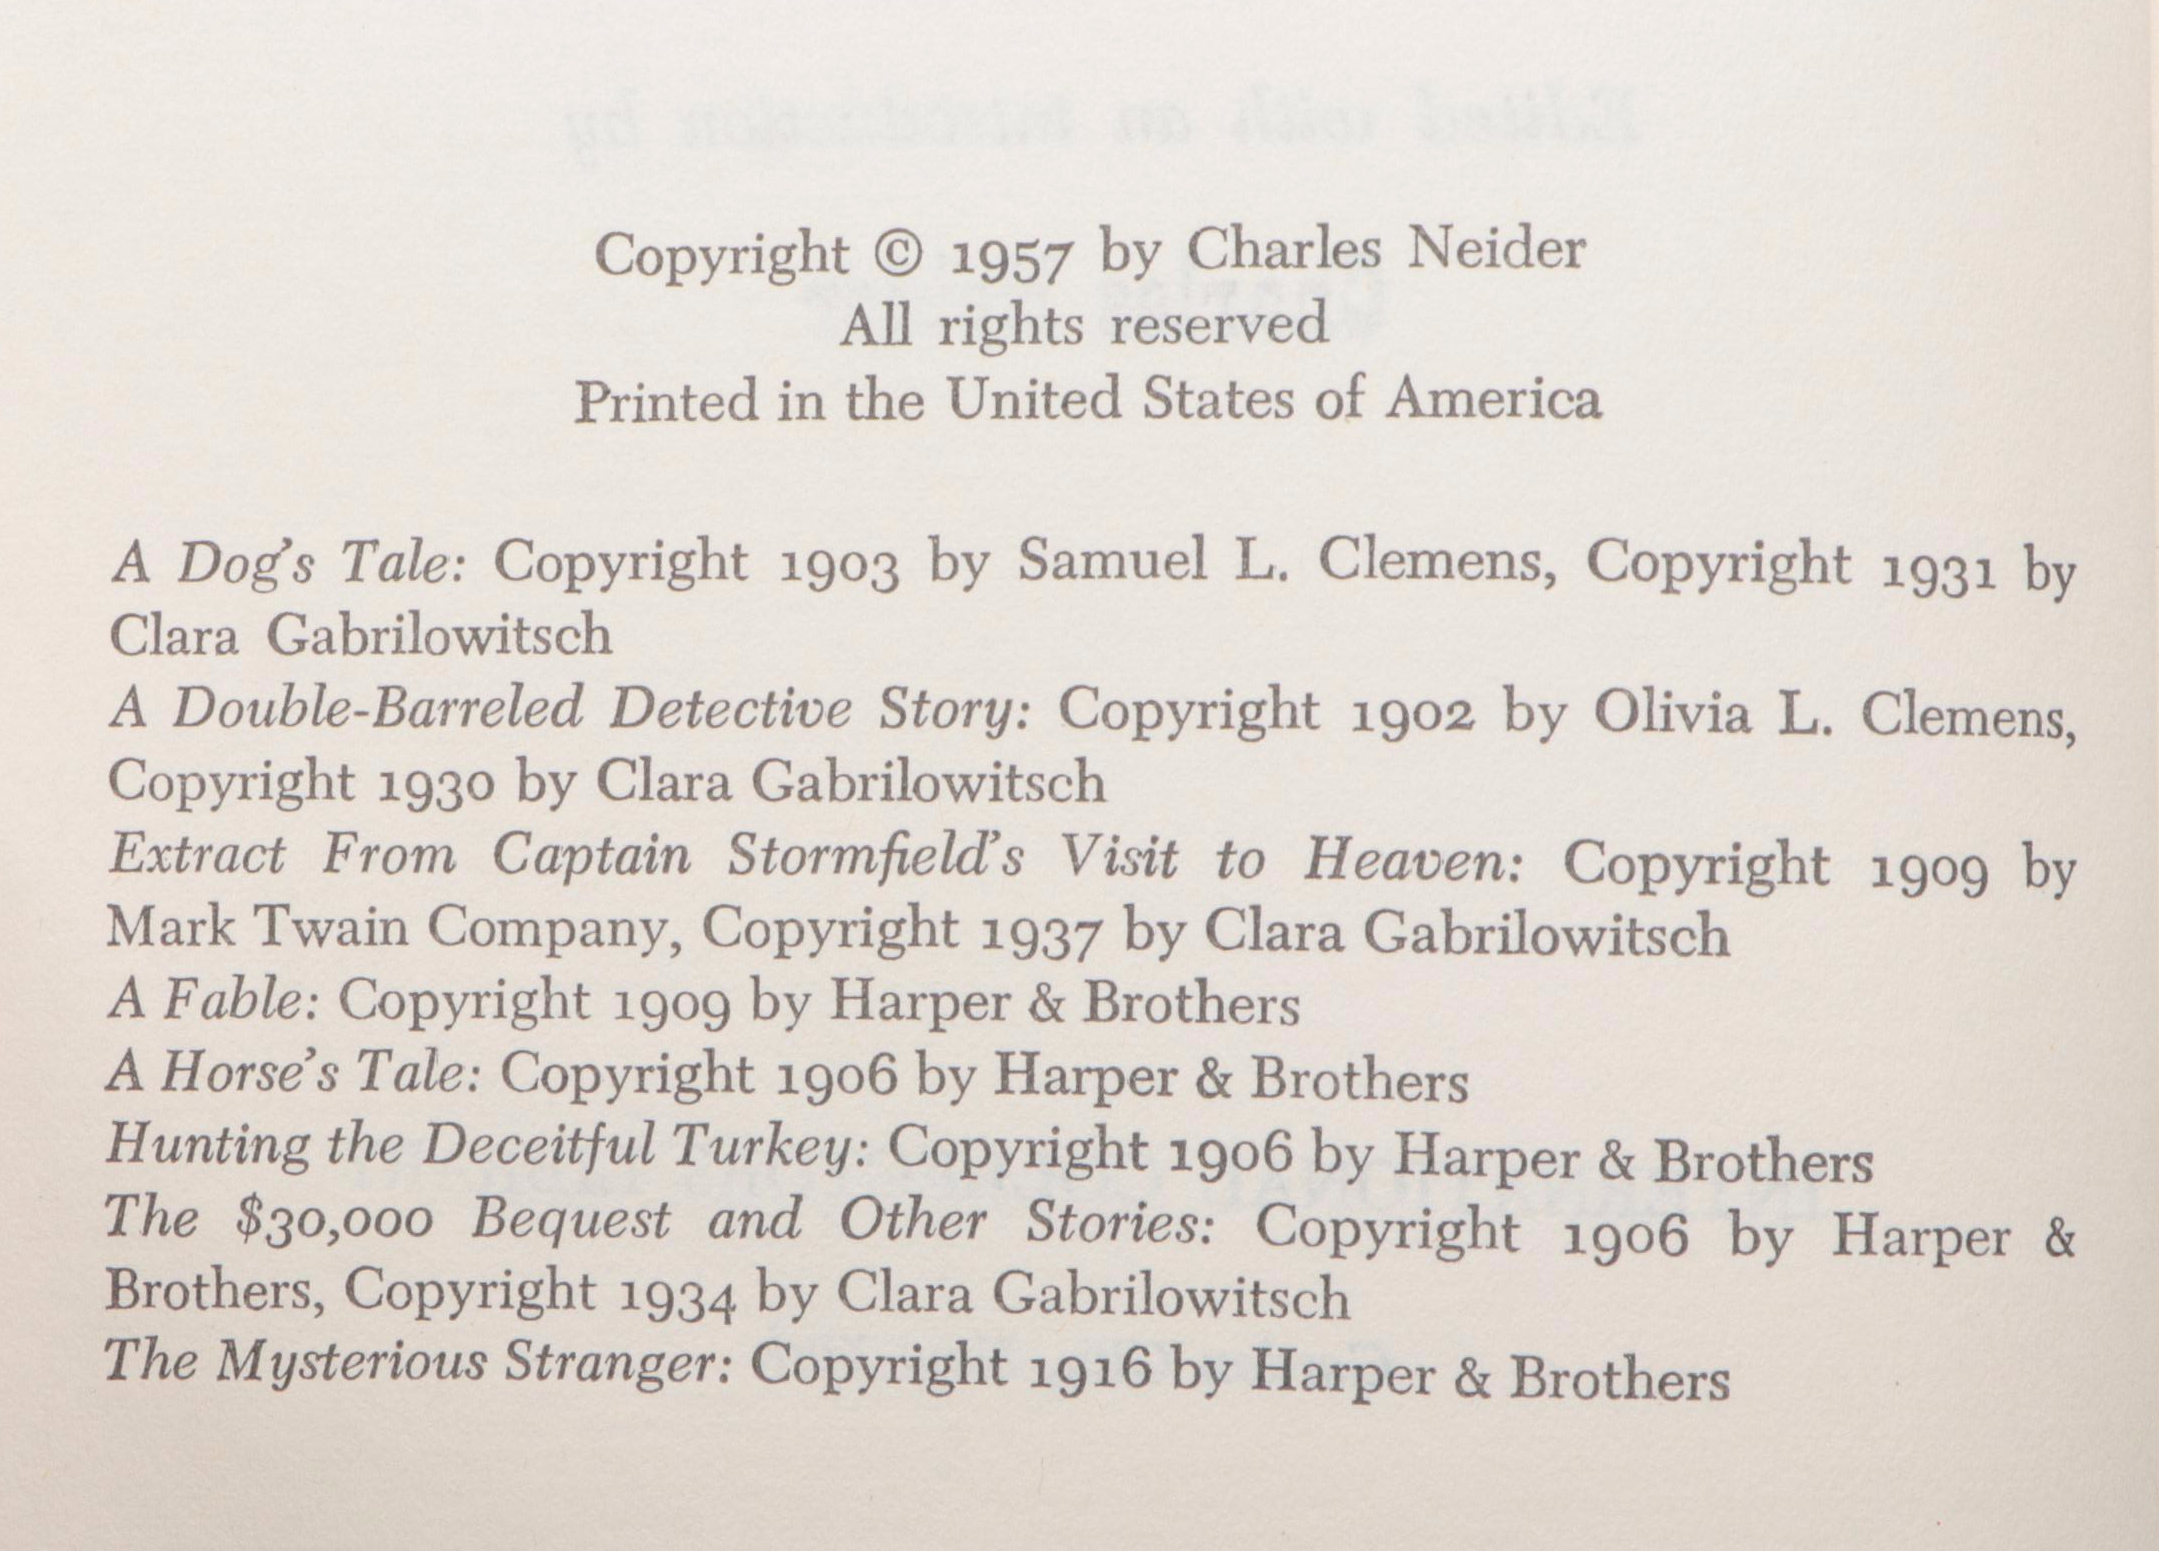 Edited with an introduction by
Copyright © 1957 by Charles Neider
All rights reserved
Printed in the United States of America
A Dog's Tale: Copyright 1903 by Samuel L. Clemens, Copyright 1931 by
Clara Gabrilowitsch
A Double-Barreled Detective Story: Copyright 1902 by Olivia L. Clemens,
Copyright 1930 by Clara Gabrilowitsch
Extract From Captain Stormfield's Visit to Heaven: Copyright 1909 by
Mark Twain Company, Copyright 1937 by Clara Gabrilowitsch
A Fable: Copyright 1909 by Harper & Brothers
A Horse's Tale: Copyright 1906 by Harper & Brothers
Hunting the Deceitful Turkey: Copyright 1906 by Harper & Brothers
The $30,000 Bequest and Other Stories: Copyright 1906 by Harper &
Brothers, Copyright 1934 by Clara Gabrilowitsch
The Mysterious Stranger: Copyright 1916 by Harper & Brothers